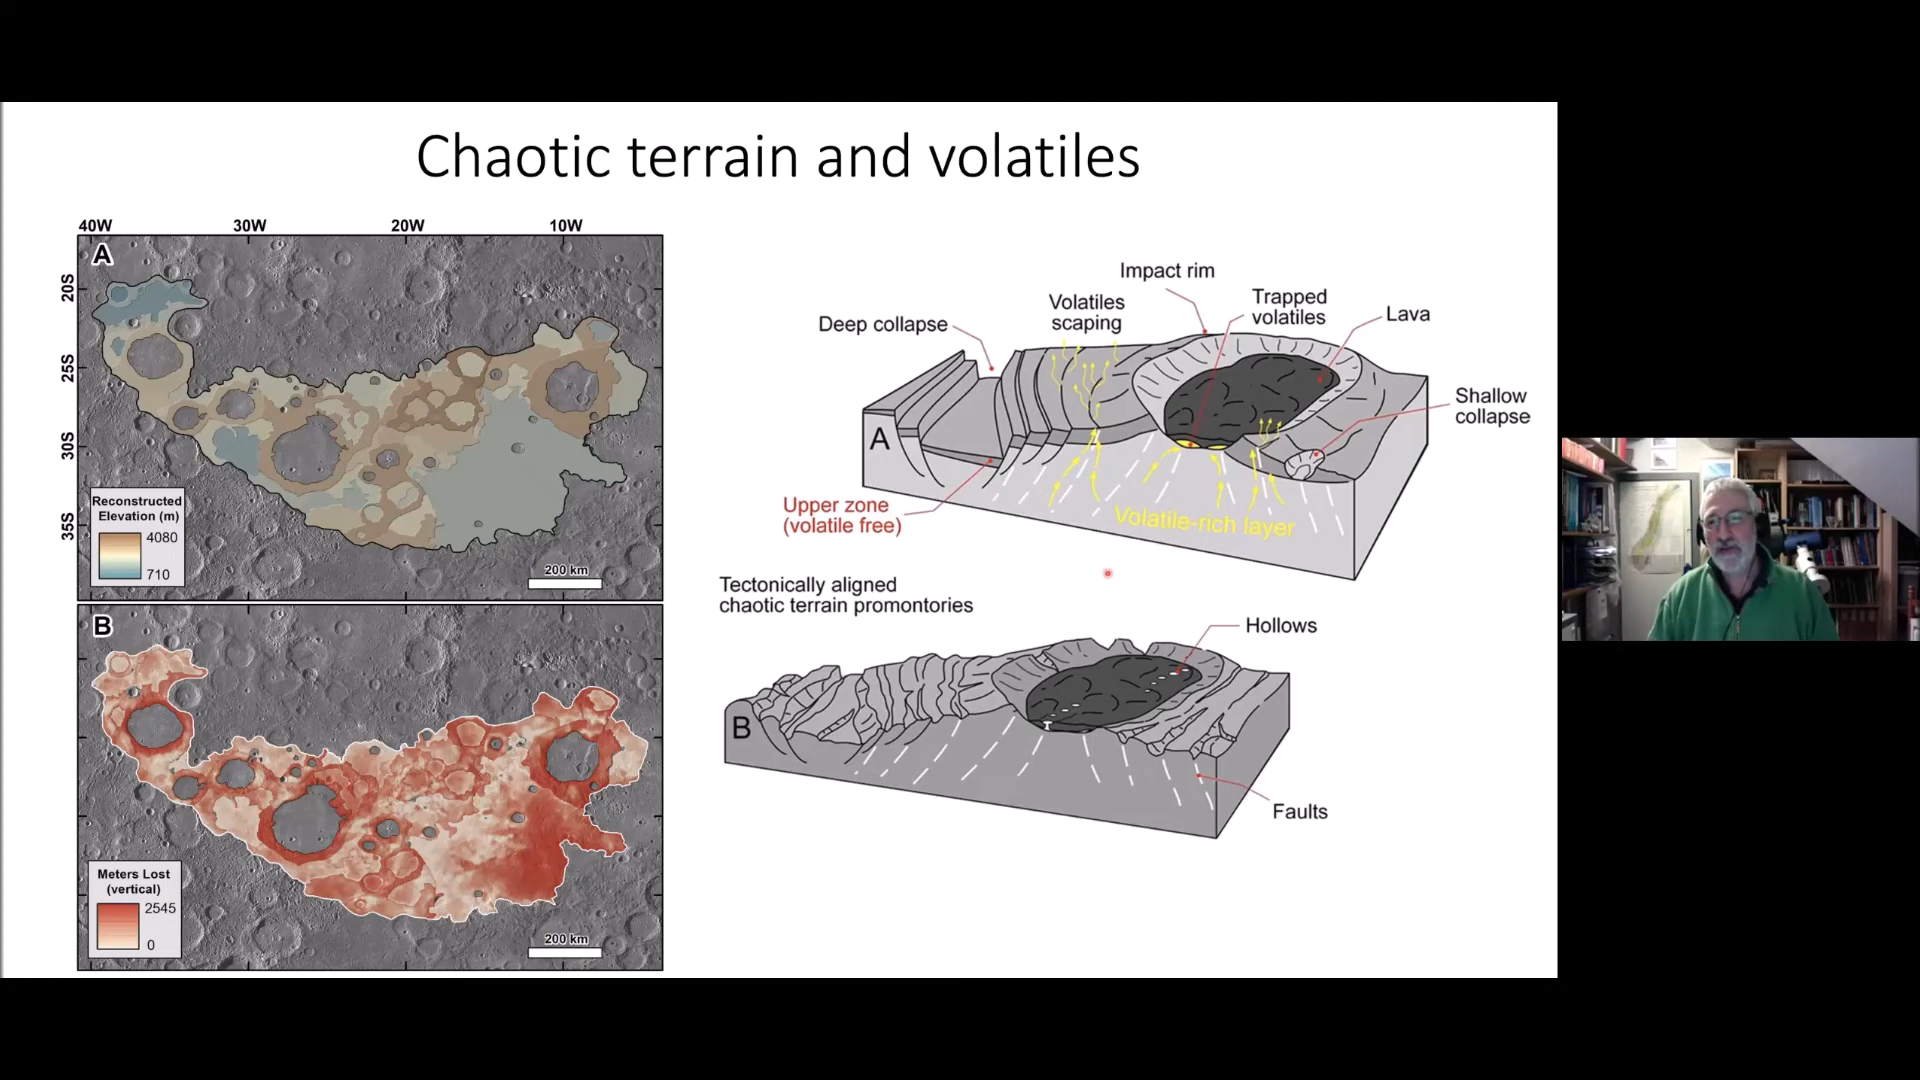 Chaotic terrain and volatiles
40W
30W
20W
10W
20S
25S
30S
35S
A
Reconstructed
Elevation (m)
4080
710
200 km
B
Meters Lost
(vertical)
2545
0
200 km
Impact rim
Volatiles
scaping
Trapped
volatiles
Lava
Deep collapse
Shallow
collapse
A
Upper zone
(volatile free)
Volatile-rich layer
Tectonically aligned
chaotic terrain promontories
Hollows
B
Faults